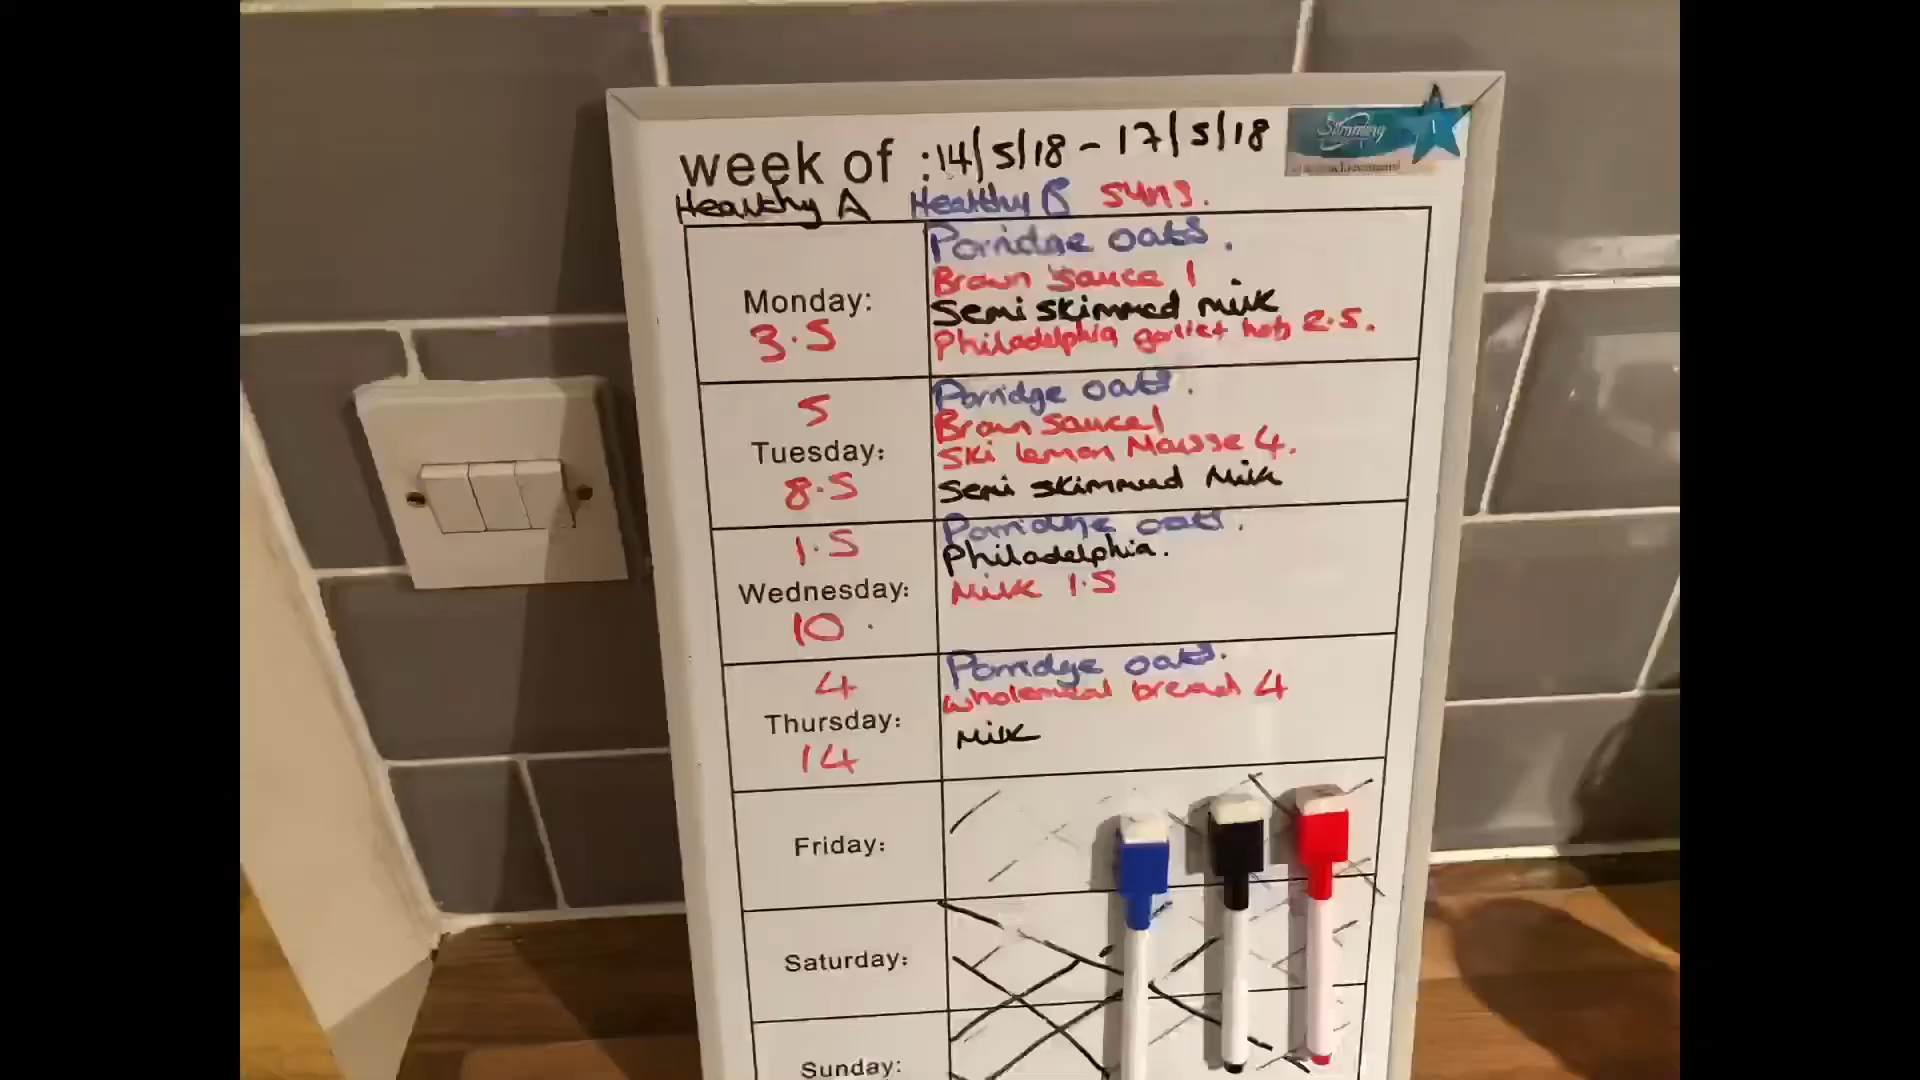 week of :14/5/18 - 17/5/18
Slimming
Healthy A Healthy B Syns.
Monday:
3.5
Porridge oats.
Brown sauce 1
Semi skimmed milk
Philadelphia garlic + herb 2.5.
5
Tuesday:
8.5
Porridge oats.
Brown sauce 1
Ski lemon Mousse 4.
Semi skimmed Milk
1.5
Wednesday:
10.
Porridge oats.
Philadelphia.
Milk 1.5
4
Thursday:
14
Porridge oats.
wholemeal bread 4
Milk
Friday:
Saturday:
Sunday: